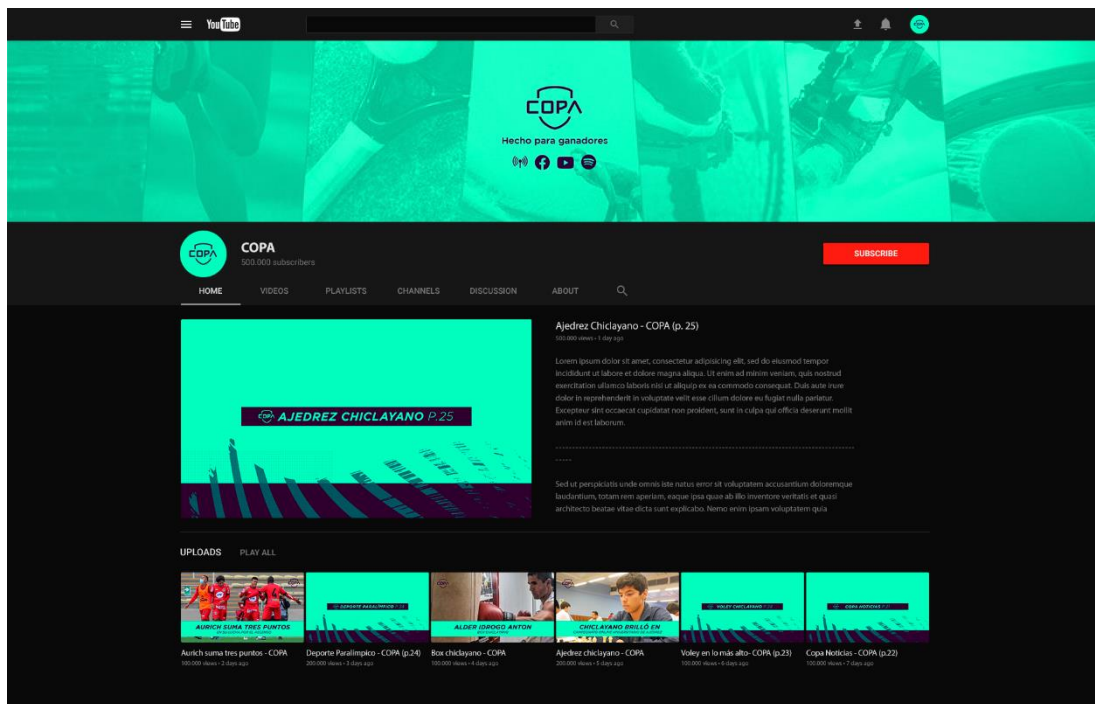 YouTube
COPA
Hecho para ganadores
COPA
COPA
500.000 subscribers
SUBSCRIBE
HOME VIDEOS PLAYLISTS CHANNELS DISCUSSION ABOUT
COPA AJEDREZ CHICLAYANO P.25
Ajedrez Chiclayano - COPA (p. 25)
100.000 views • 1 day ago
Lorem ipsum dolor sit amet, consectetur adipisicing elit, sed do eiusmod tempor
incididunt ut labore et dolore magna aliqua. Ut enim ad minim veniam, quis nostrud
exercitation ullamco laboris nisi ut aliquip ex ea commodo consequat. Duis aute irure
dolor in reprehenderit in voluptate velit esse cillum dolore eu fugiat nulla pariatur.
Excepteur sint occaecat cupidatat non proident, sunt in culpa qui officia deserunt mollit
anim id est laborum.
Sed ut perspiciatis unde omnis iste natus error sit voluptatem accusantium doloremque
laudantium, totam rem aperiam, eaque ipsa quae ab illo inventore veritatis et quasi
architecto beatae vitae dicta sunt explicabo. Nemo enim ipsam voluptatem quia
UPLOADS PLAY ALL
AURICH SUMA TRES PUNTOS
DEPORTE PARALIMPICO P.24
ALDER IDROGO ANTON
BOX CHICLAYANO
CHICLAYANO BRILLÓ EN
VOLEY CHICLAYANO P.23
COPA NOTICIAS P.21
Aurich suma tres puntos - COPA
100.000 views • 2 days ago
Deporte Paralímpico - COPA (p.24)
200.000 views • 3 days ago
Box chiclayano - COPA
100.000 views • 4 days ago
Ajedrez chiclayano - COPA
200.000 views • 5 days ago
Voley en lo más alto- COPA (p.23)
100.000 views • 6 days ago
Copa Noticias - COPA (p.22)
100.000 views • 7 days ago